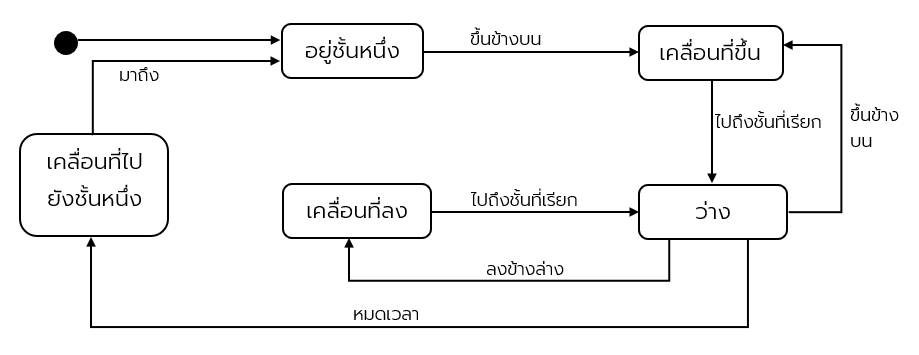 อยู่ชั้นหนึ่ง
ขึ้นข้างบน
เคลื่อนที่ขึ้น
มาถึง
ไปถึงชั้นที่เรียก
ขึ้นข้าง
บน
เคลื่อนที่ไป
ยังชั้นหนึ่ง
เคลื่อนที่ลง
ไปถึงชั้นที่เรียก
ว่าง
ลงข้างล่าง
หมดเวลา